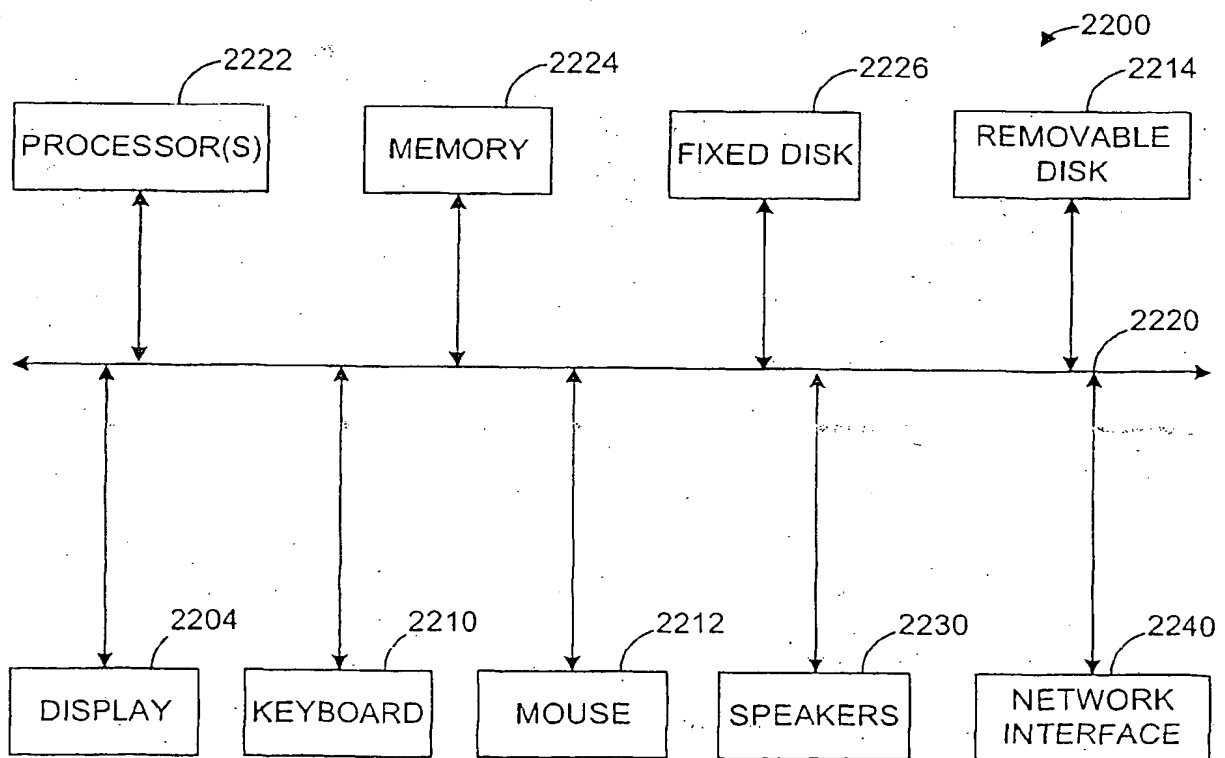 2200
2222
2224
2226
2214
PROCESSOR(S)
MEMORY
FIXED DISK
REMOVABLE
DISK
2220
2204
2210
2212
2230
2240
DISPLAY
KEYBOARD
MOUSE
SPEAKERS
NETWORK
INTERFACE